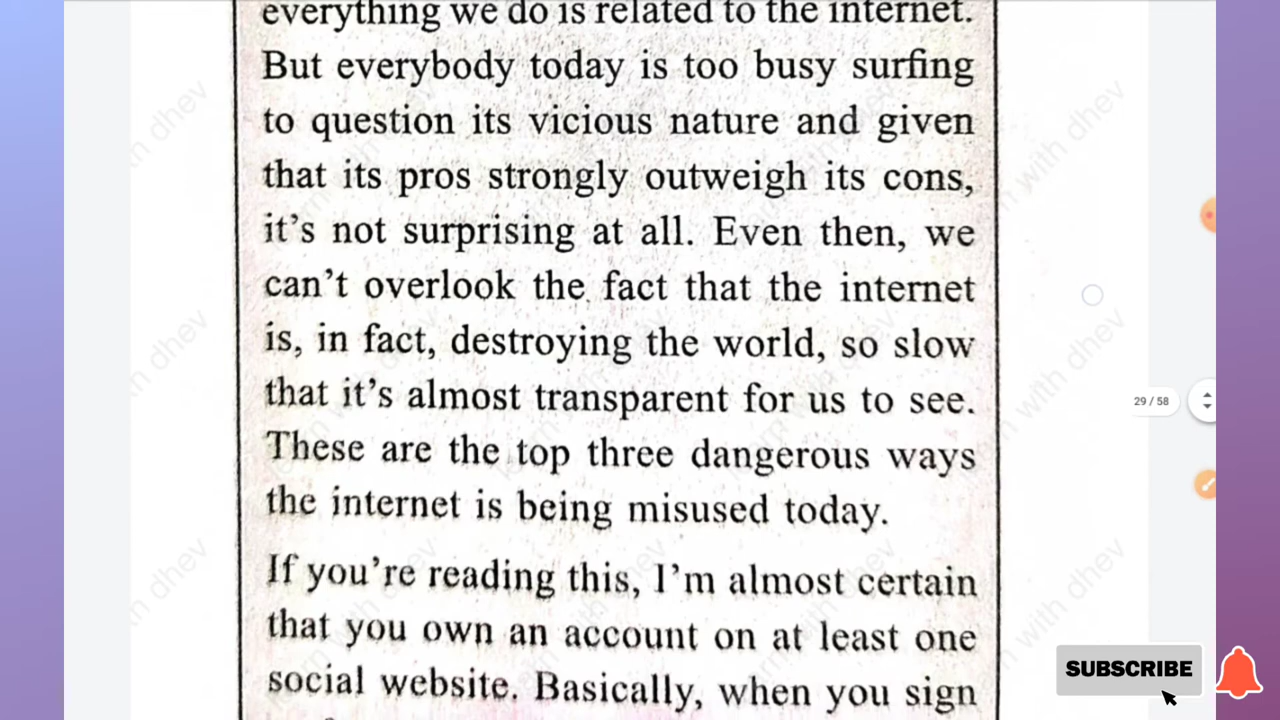 everything we do is related to the internet.
But everybody today is too busy surfing
to question its vicious nature and given
that its pros strongly outweigh its cons,
it's not surprising at all. Even then, we
can't overlook the fact that the internet
is, in fact, destroying the world, so slow
that it's almost transparent for us to see.
These are the top three dangerous ways
the internet is being misused today.
If you're reading this, I'm almost certain
that you own an account on at least one
social website. Basically, when you sign
29 / 58
SUBSCRIBE